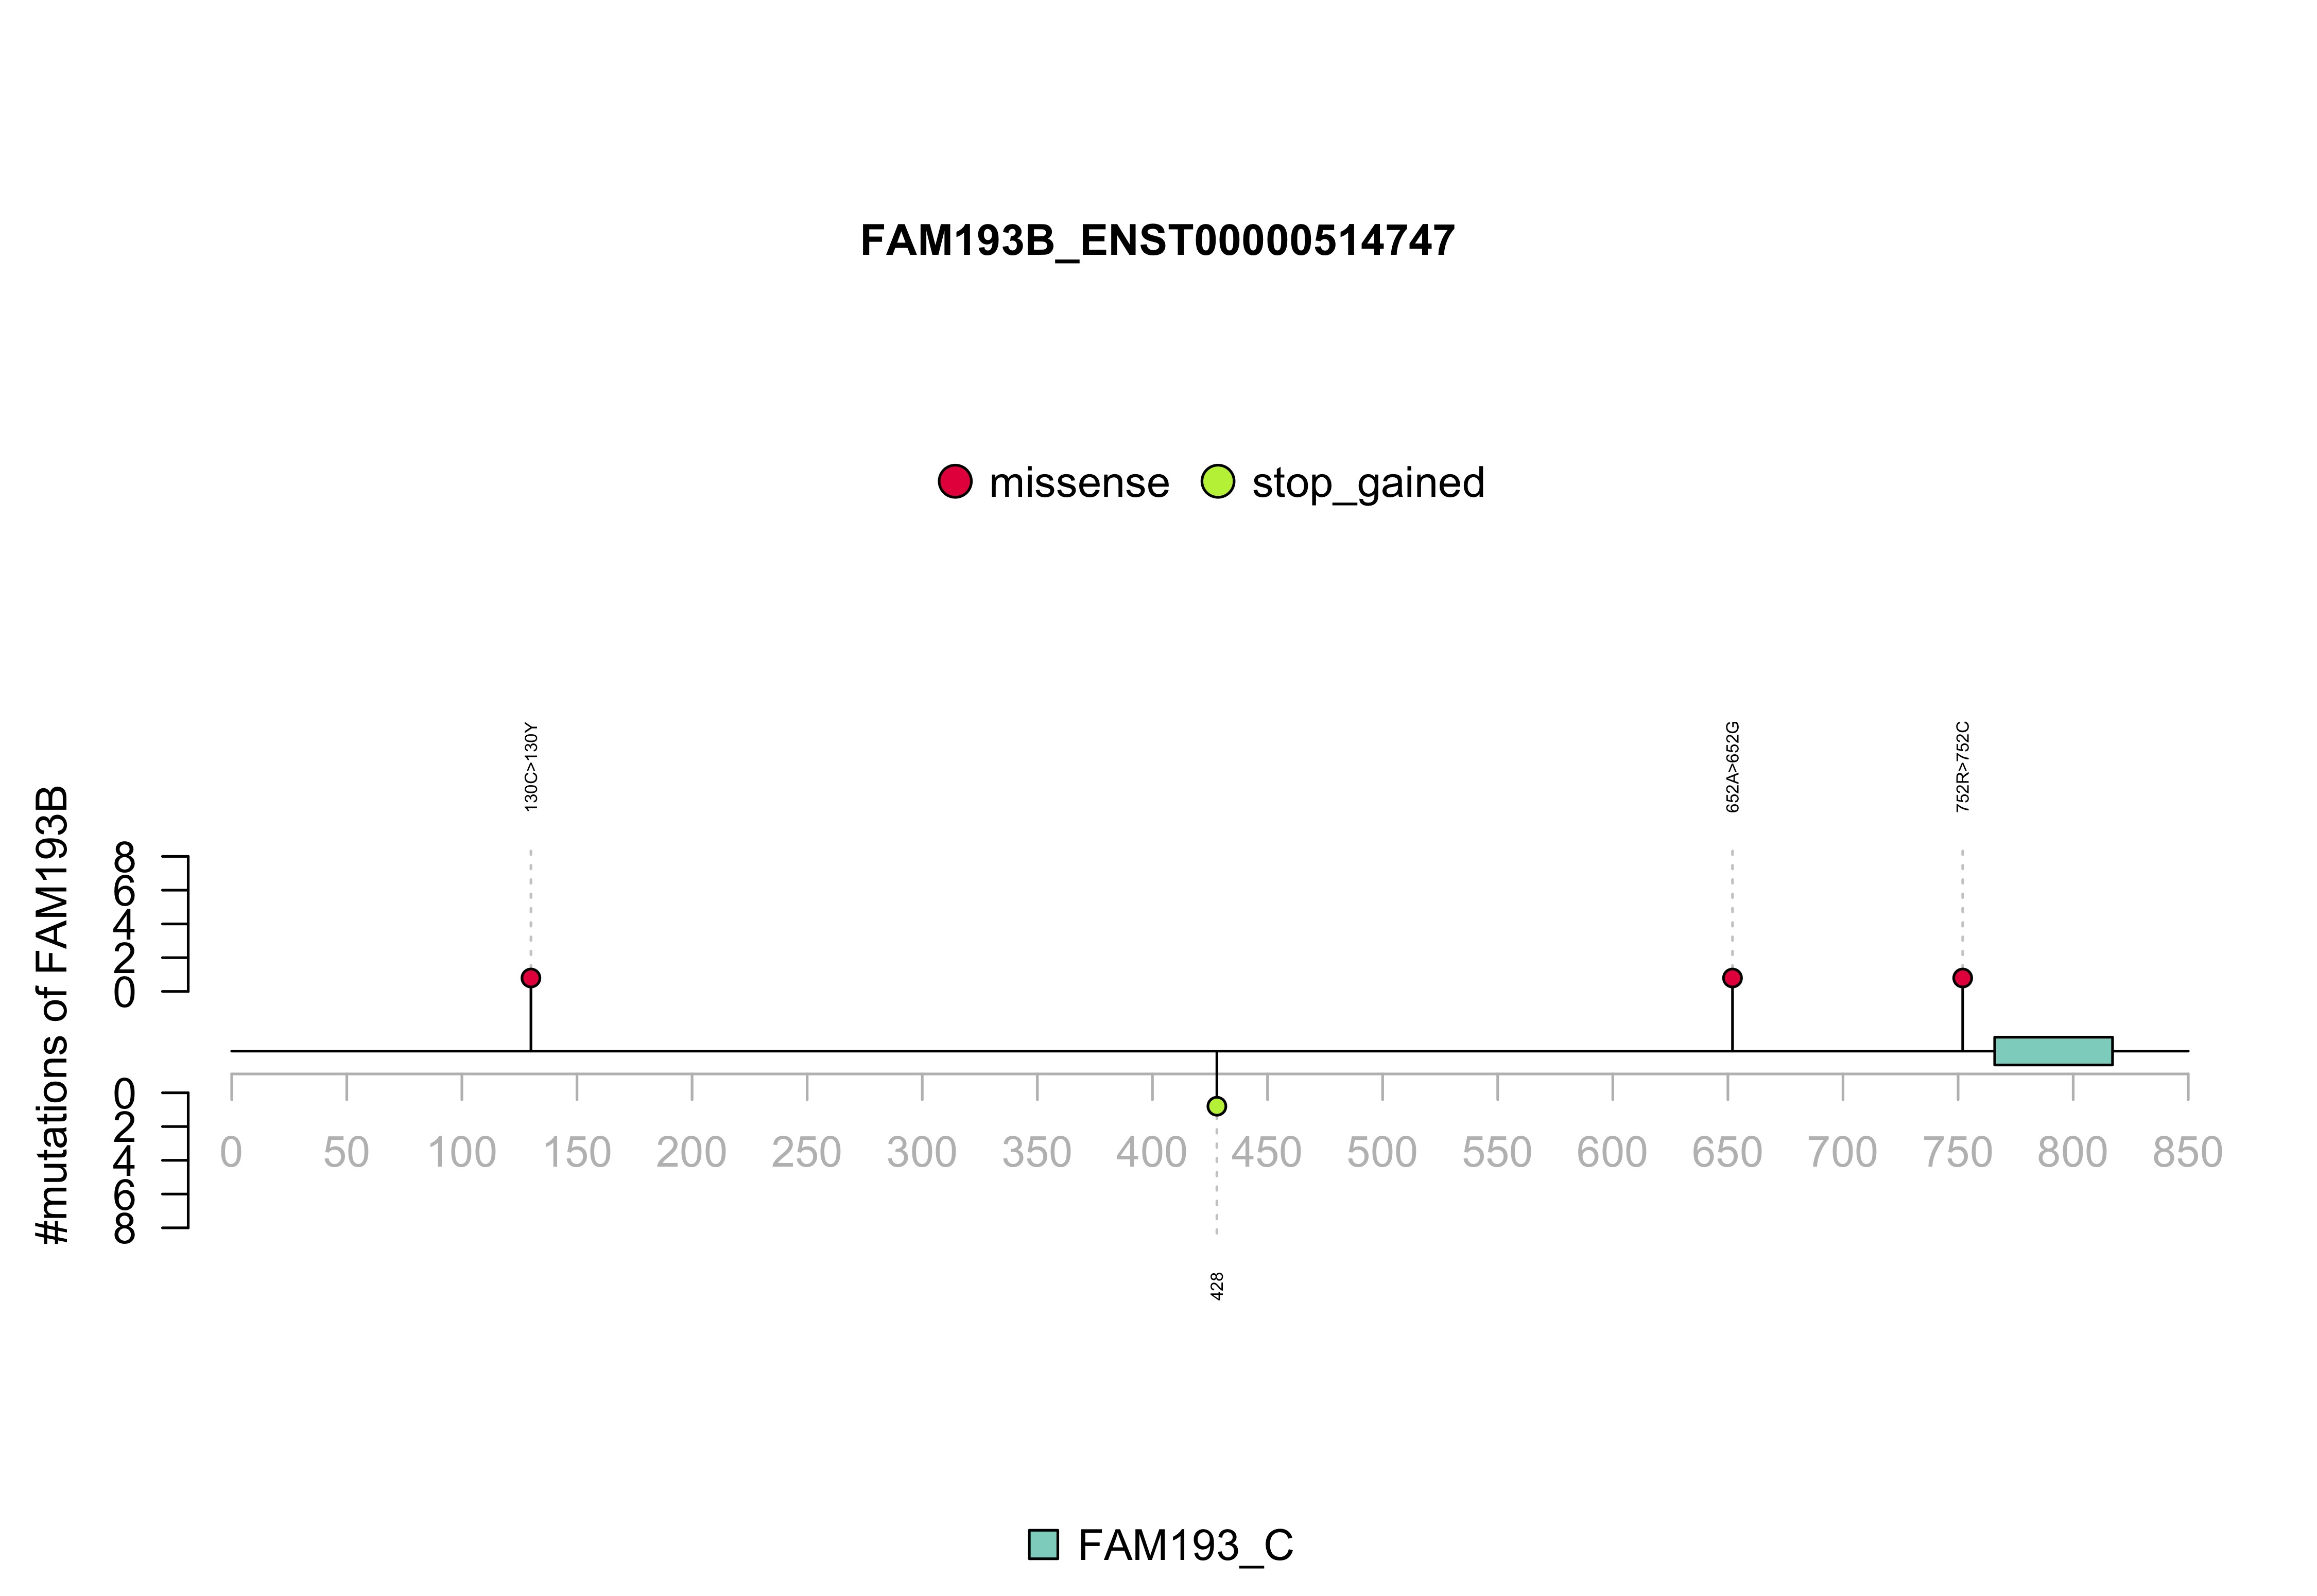 FAM193B_ENST00000514747
missense stop_gained
130C>130Y
652A>652G
752R>752C
#mutations of FAM193B
8
6
4
2
0
0
2
4
6
8
0 50 100 150 200 250 300 350 400 450 500 550 600 650 700 750 800 850
428
FAM193_C